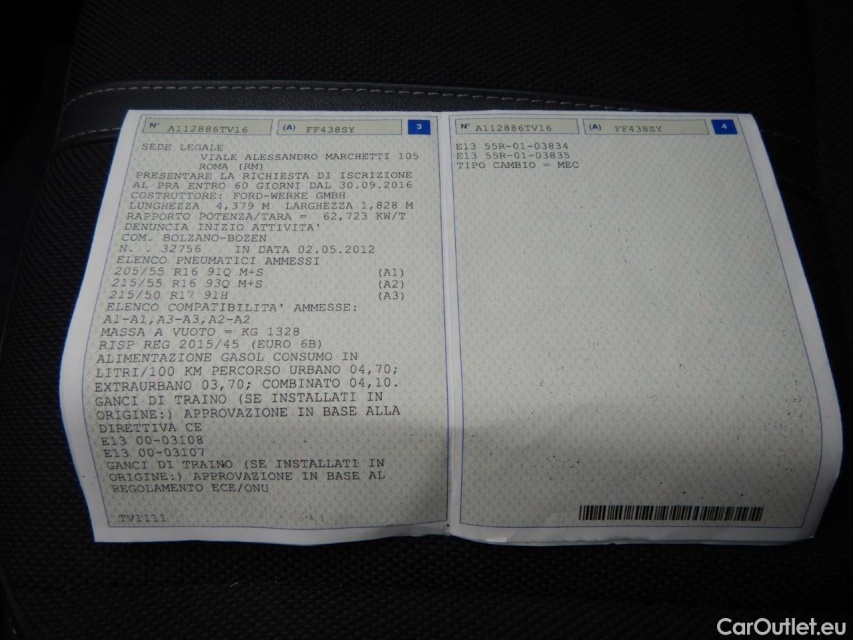 N° A112886TV16 (A) FF438SY 3
SEDE LEGALE
VIALE ALESSANDRO MARCHETTI 105
ROMA (RM)
PRESENTARE LA RICHIESTA DI ISCRIZIONE
AL PRA ENTRO 60 GIORNI DAL 30.09.2016
COSTRUTTORE: FORD-WERKE GMBH
LUNGHEZZA 4,379 M LARGHEZZA 1,828 M
RAPPORTO POTENZA/TARA = 62,723 KW/T
DENUNCIA INIZIO ATTIVITA'
COM. BOLZANO-BOZEN
N. . 32756 IN DATA 02.05.2012
ELENCO PNEUMATICI AMMESSI
205/55 R16 91Q M+S (A1)
215/55 R16 93Q M+S (A2)
215/50 R17 91H (A3)
ELENCO COMPATIBILITA' AMMESSE:
A1-A1,A3-A3,A2-A2
MASSA A VUOTO = KG 1328
RISP REG 2015/45 (EURO 6B)
ALIMENTAZIONE GASOL CONSUMO IN
LITRI/100 KM PERCORSO URBANO 04,70;
EXTRAURBANO 03,70; COMBINATO 04,10.
GANCI DI TRAINO (SE INSTALLATI IN
ORIGINE:) APPROVAZIONE IN BASE ALLA
DIRETTIVA CE
E13 00-03108
E13 00-03107
GANCI DI TRAINO (SE INSTALLATI IN
ORIGINE:) APPROVAZIONE IN BASE AL
REGOLAMENTO ECE/ONU
TV1111
N° A112886TV16 (A) FF438SY 4
E13 55R-01-03834
E13 55R-01-03835
TIPO CAMBIO = MEC
CarOutlet.eu